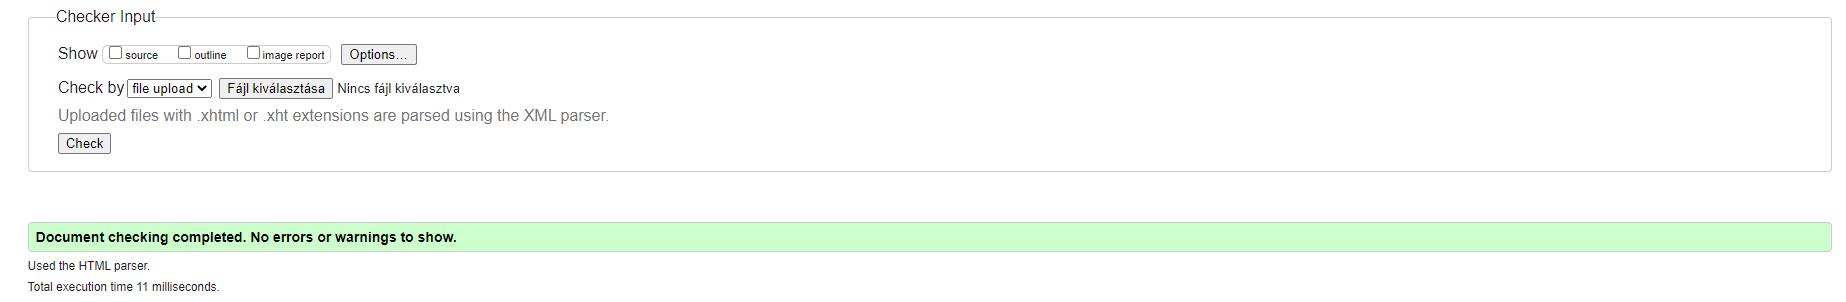 Checker Input
Show source outline image report Options...
Check by file upload Fájl kiválasztása Nincs fájl kiválasztva
Uploaded files with .xhtml or .xht extensions are parsed using the XML parser.
Check
Document checking completed. No errors or warnings to show.
Used the HTML parser.
Total execution time 11 milliseconds.